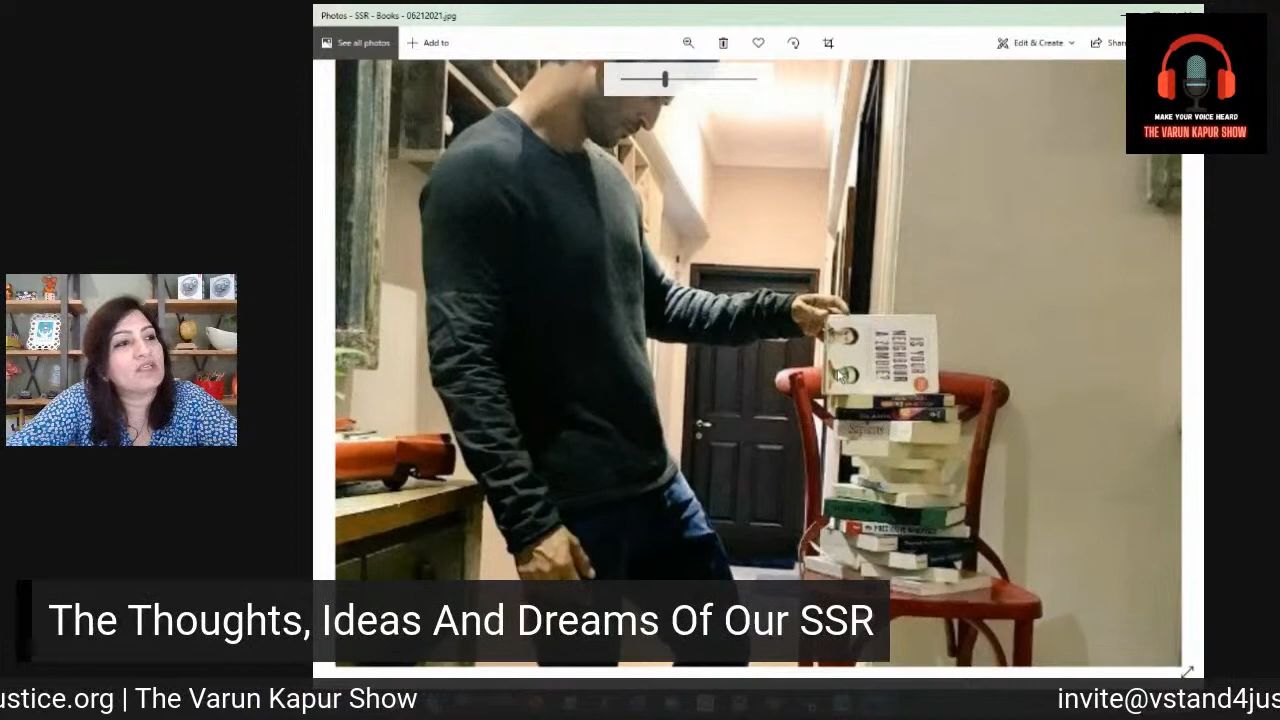 Photos - SSR - Books - 06212021.jpg
See all photos
Add to
Edit & Create
Shar
MAKE YOUR VOICE HEARD
THE VARUN KAPUR SHOW
IS YOUR
NEIGHBOUR
A ZOMBIE?
Sapiens
The Thoughts, Ideas And Dreams Of Our SSR
ustice.org | The Varun Kapur Show
invite@vstand4jus